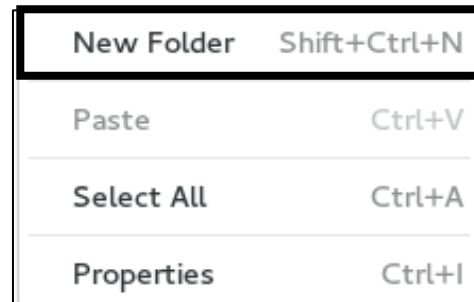 New Folder Shift+Ctrl+N
Paste Ctrl+V
Select All Ctrl+A
Properties Ctrl+I